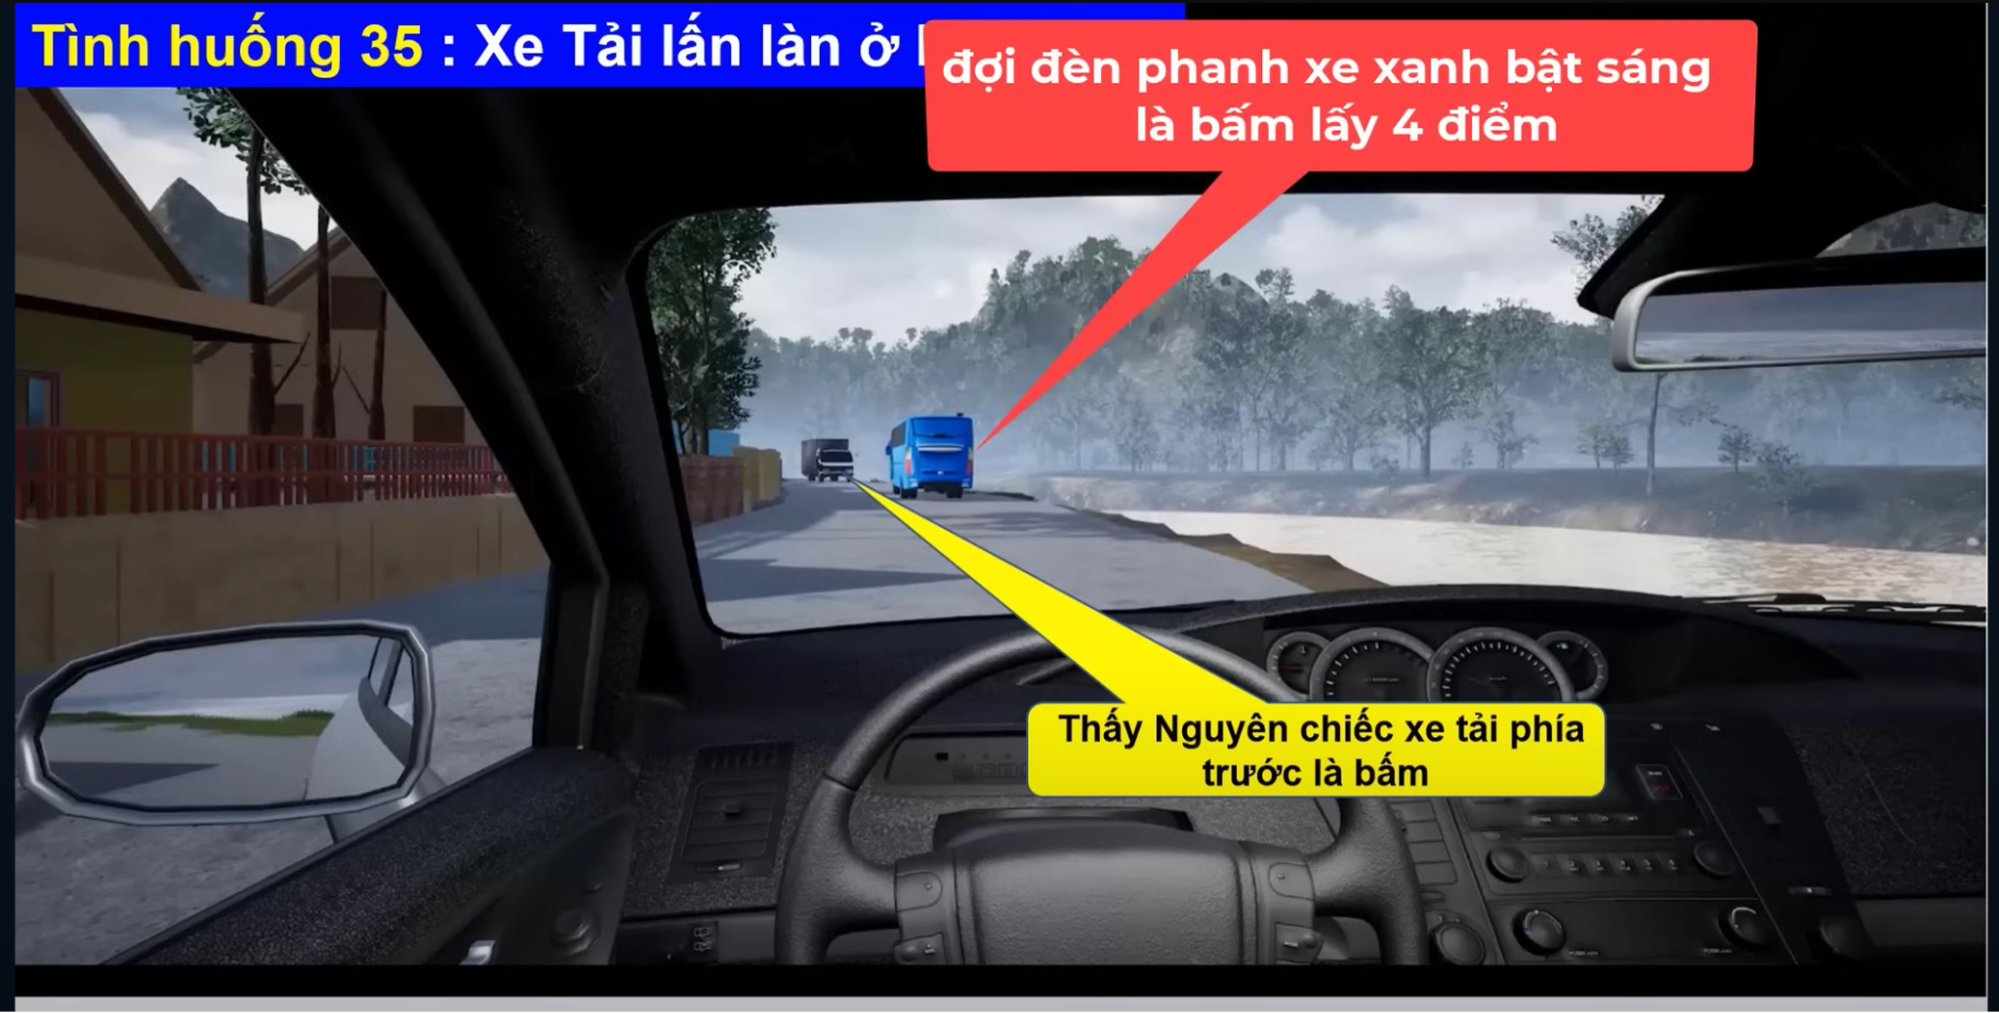 Tình huống 35 : Xe Tải lấn làn ở
đợi đèn phanh xe xanh bật sáng
là bấm lấy 4 điểm
Thấy Nguyên chiếc xe tải phía
trước là bấm